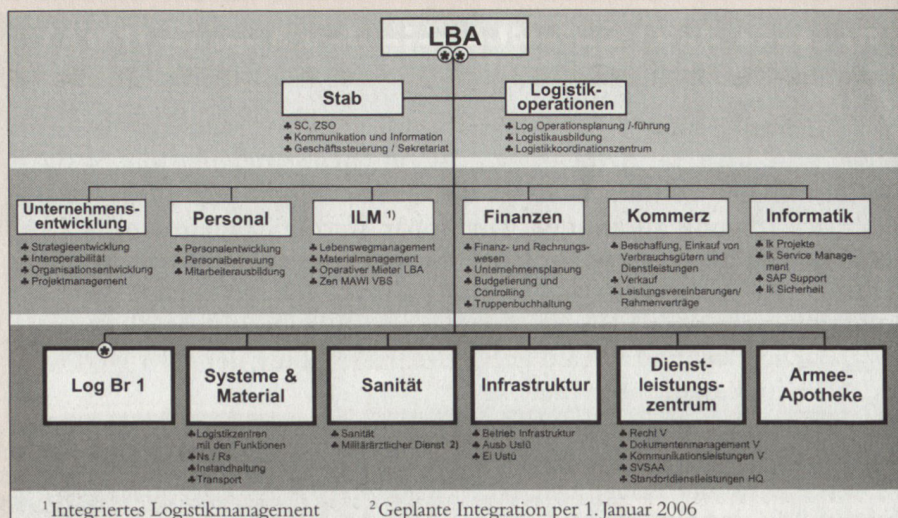 LBA
Stab
♣ SC, ZSO
♣ Kommunikation und Information
♣ Geschäftssteuerung / Sekretariat
Logistik-
operationen
♣ Log Operationsplanung /-führung
♣ Logistikausbildung
♣ Logistikkoordinationszentrum
Unternehmens-
entwicklung
♣ Strategieentwicklung
♣ Interoperabilität
♣ Organisationsentwicklung
♣ Projektmanagement
Personal
♣ Personalentwicklung
♣ Personalbetreuung
♣ Mitarbeiterausbildung
ILM 1)
♣ Lebenswegmanagement
♣ Materialmanagement
♣ Operativer Mieter LBA
♣ Zen MAWI VBS
Finanzen
♣ Finanz- und Rechnungs-
wesen
♣ Unternehmensplanung
♣ Budgetierung und
Controlling
♣ Truppenbuchhaltung
Kommerz
♣ Beschaffung, Einkauf von
Verbrauchsgütern und
Dienstleistungen
♣ Verkauf
♣ Leistungsvereinbarungen/
Rahmenverträge
Informatik
♣ Ik Projekte
♣ Ik Service Manage-
ment
♣ SAP Support
♣ Ik Sicherheit
Log Br 1
Systeme &
Material
♣ Logistikzentren
mit den Funktionen
♣ Ns / Rs
♣ Instandhaltung
♣ Transport
Sanität
♣ Sanität
♣ Militärärztlicher Dienst 2)
Infrastruktur
♣ Betrieb Infrastruktur
♣ Ausb Ustü
♣ Ei Ustü
Dienst-
leistungs-
zentrum
♣ Recht V
♣ Dokumentenmanagement V
♣ Kommunikationsleistungen V
♣ SVSAA
♣ Standortdienstleistungen HQ
Armee-
Apotheke
1 Integriertes Logistikmanagement
2 Geplante Integration per 1. Januar 2006